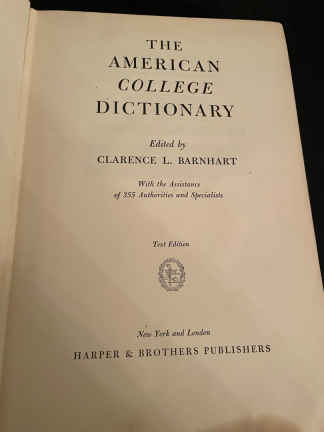 THE
AMERICAN
COLLEGE
DICTIONARY
Edited by
CLARENCE L. BARNHART
With the Assistance
of 355 Authorities and Specialists
Text Edition
New York and London
HARPER & BROTHERS PUBLISHERS